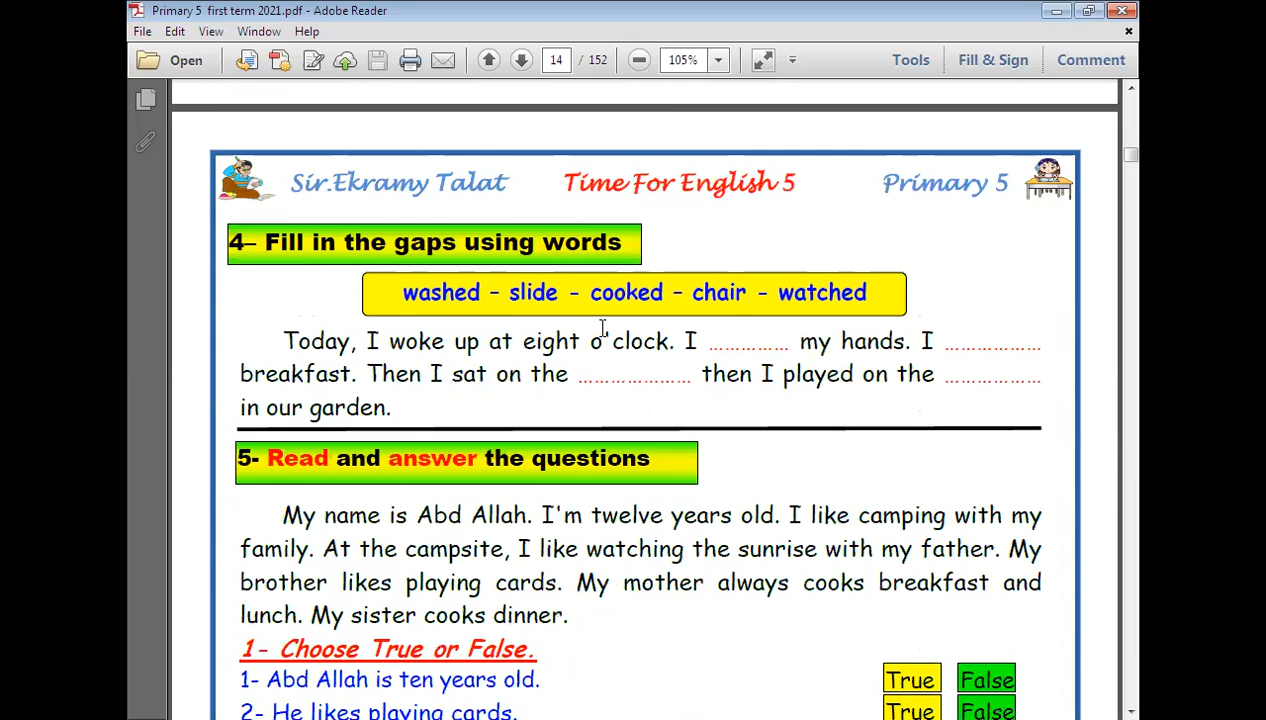 Primary 5 first term 2021.pdf - Adobe Reader
File Edit View Window Help
Open 14 / 152 105% Tools Fill & Sign Comment
Sir.Ekramy Talat Time For English 5 Primary 5
4– Fill in the gaps using words
washed – slide – cooked – chair – watched
Today, I woke up at eight o'clock. I ............... my hands. I ..................
breakfast. Then I sat on the ..................... then I played on the ..................
in our garden.
5- Read and answer the questions
My name is Abd Allah. I'm twelve years old. I like camping with my
family. At the campsite, I like watching the sunrise with my father. My
brother likes playing cards. My mother always cooks breakfast and
lunch. My sister cooks dinner.
1- Choose True or False.
1- Abd Allah is ten years old. True False
2- He likes playing cards. True False